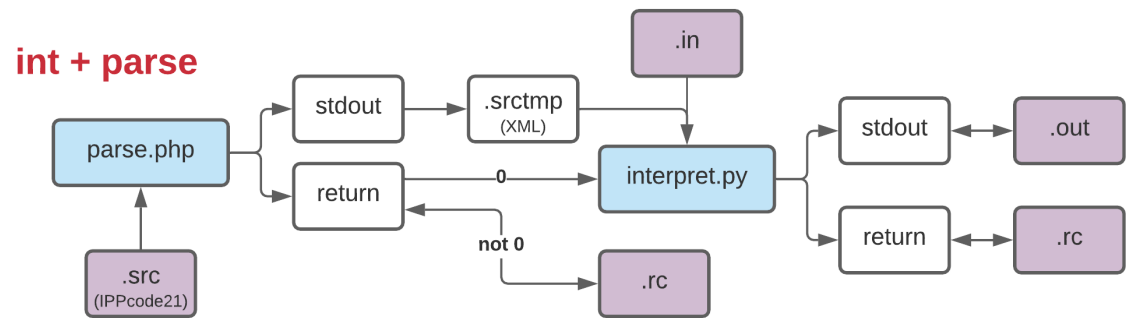 int + parse
.in
stdout
.srctmp
(XML)
stdout
.out
parse.php
interpret.py
return
0
return
.rc
not 0
.src
(IPPcode21)
.rc